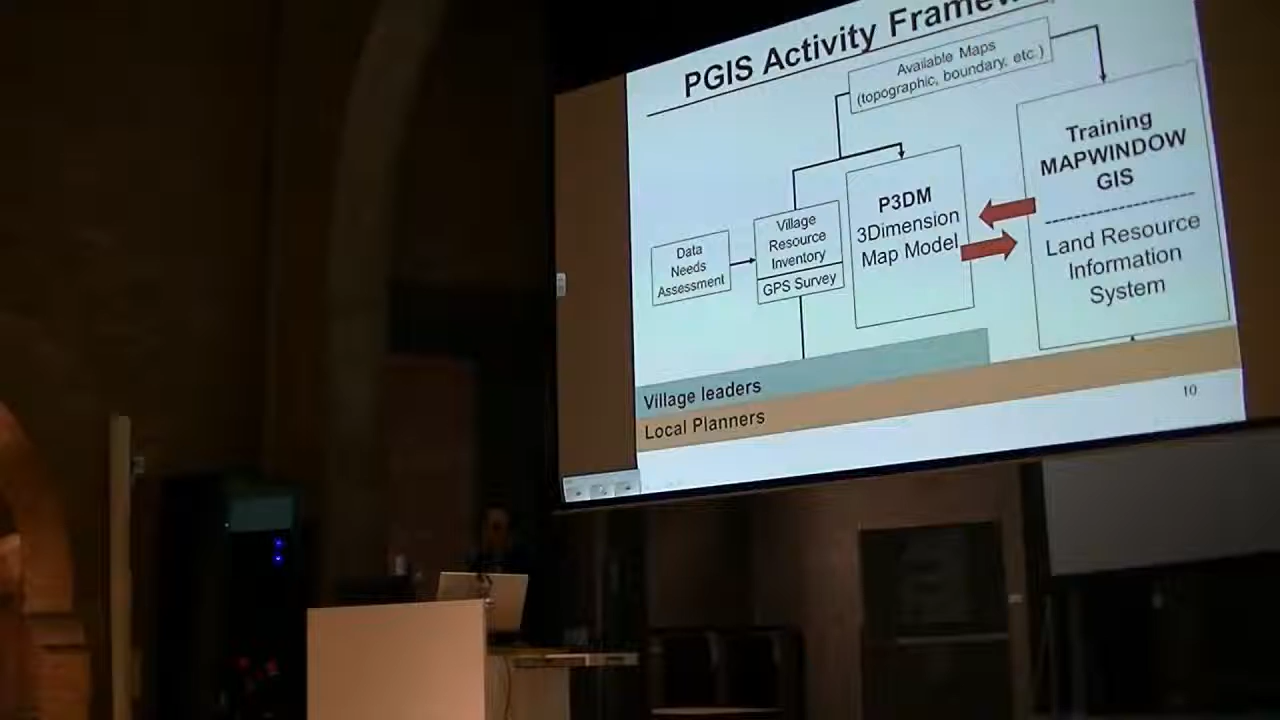 PGIS Activity
Available Maps
(topographic, boundary, etc.)
Training
MAPWINDOW
GIS
Land Resource
Information
System
P3DM
3Dimension
Map Model
Village
Resource
Inventory
GPS Survey
Data
Needs
Assessment
Village leaders
Local Planners
10